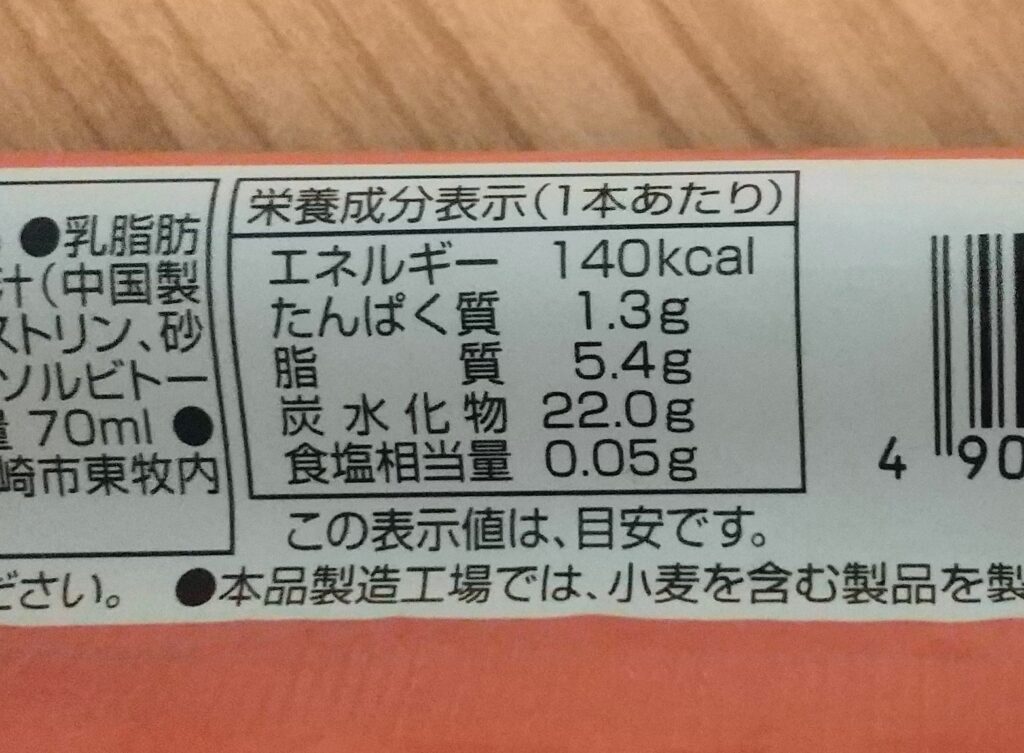 ●乳脂肪
汁(中国製
ストリン、砂
ソルビトー
量 70ml ●
崎市東牧内
栄養成分表示(1本あたり)
エネルギー 140kcal
たんぱく質 1.3g
脂質 5.4g
炭水化物 22.0g
食塩相当量 0.05g
この表示値は、目安です。
ださい。 ●本品製造工場では、小麦を含む製品を製
4 90